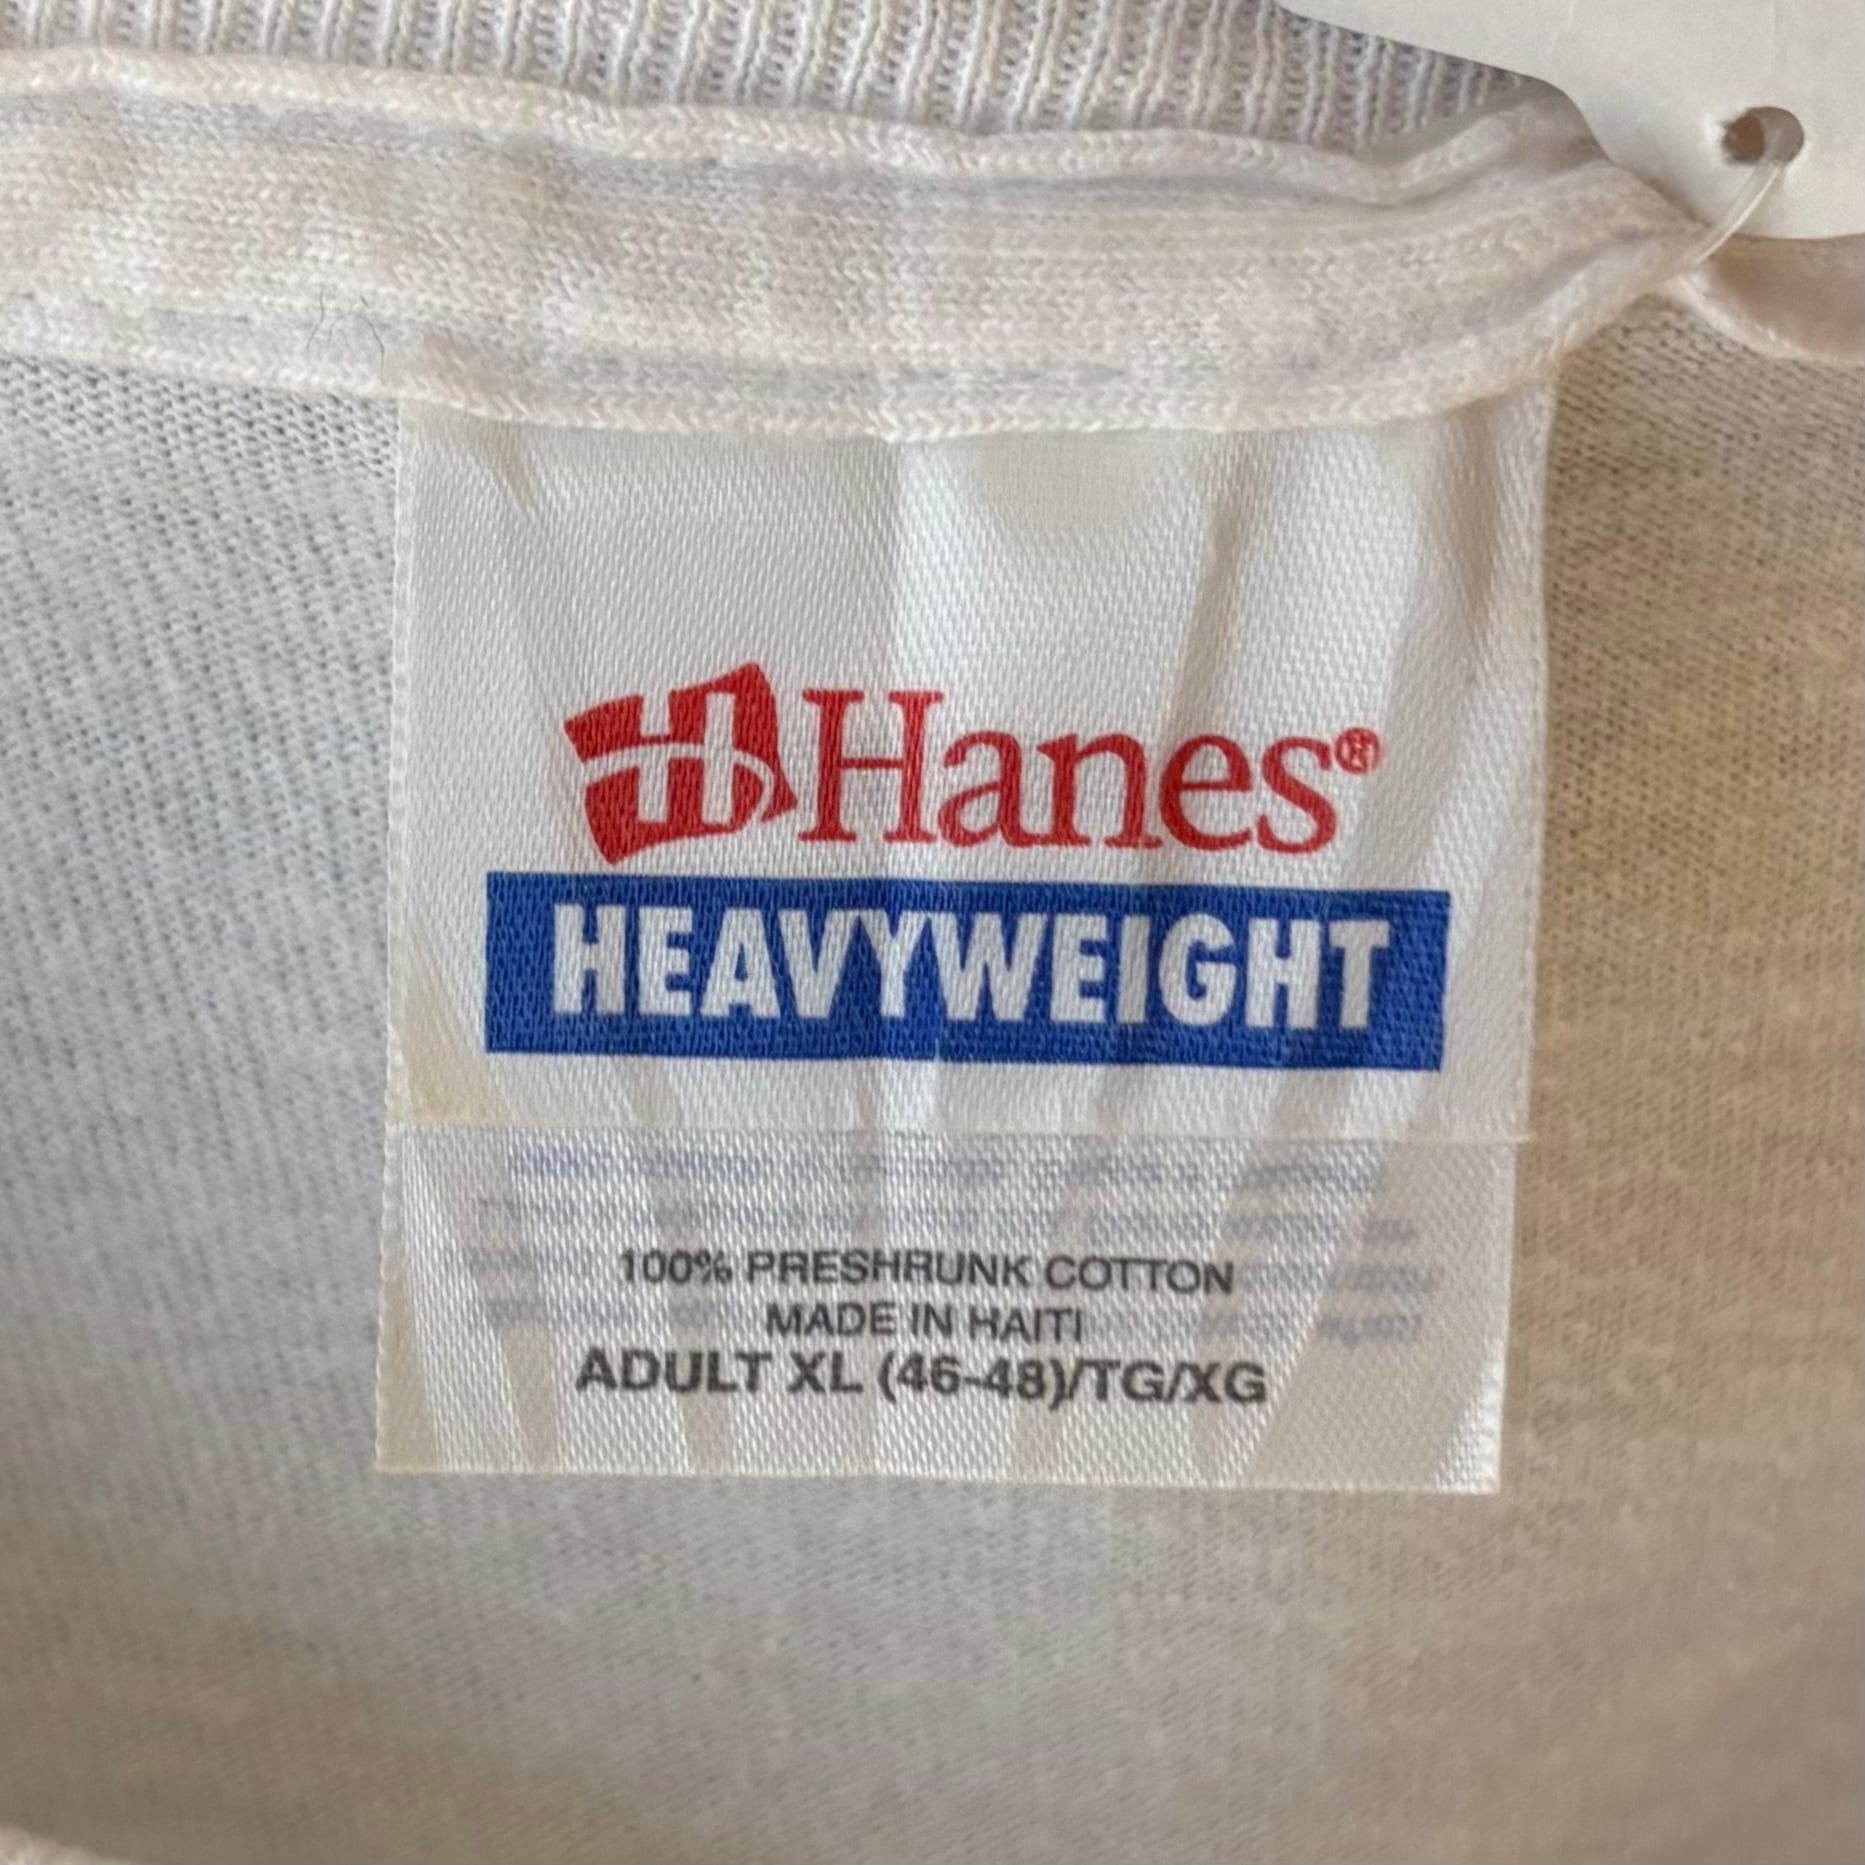 Hanes®
HEAVYWEIGHT
100% PRESHRUNK COTTON
MADE IN HAITI
ADULT XL (46-48)/TG/XG